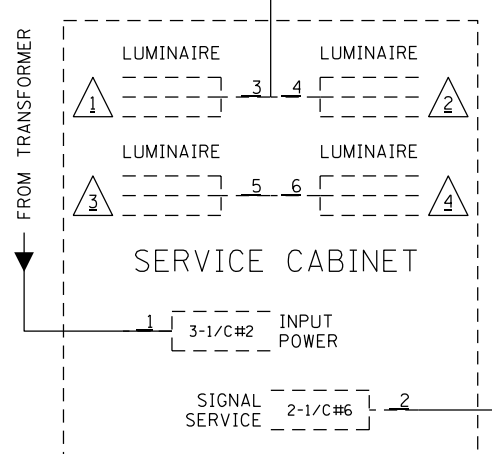 FROM TRANSFORMER
LUMINAIRE LUMINAIRE
1 3 4 2
LUMINAIRE LUMINAIRE
3 5 6 4
SERVICE CABINET
1 3-1/C#2 INPUT
POWER
SIGNAL
SERVICE 2-1/C#6 2